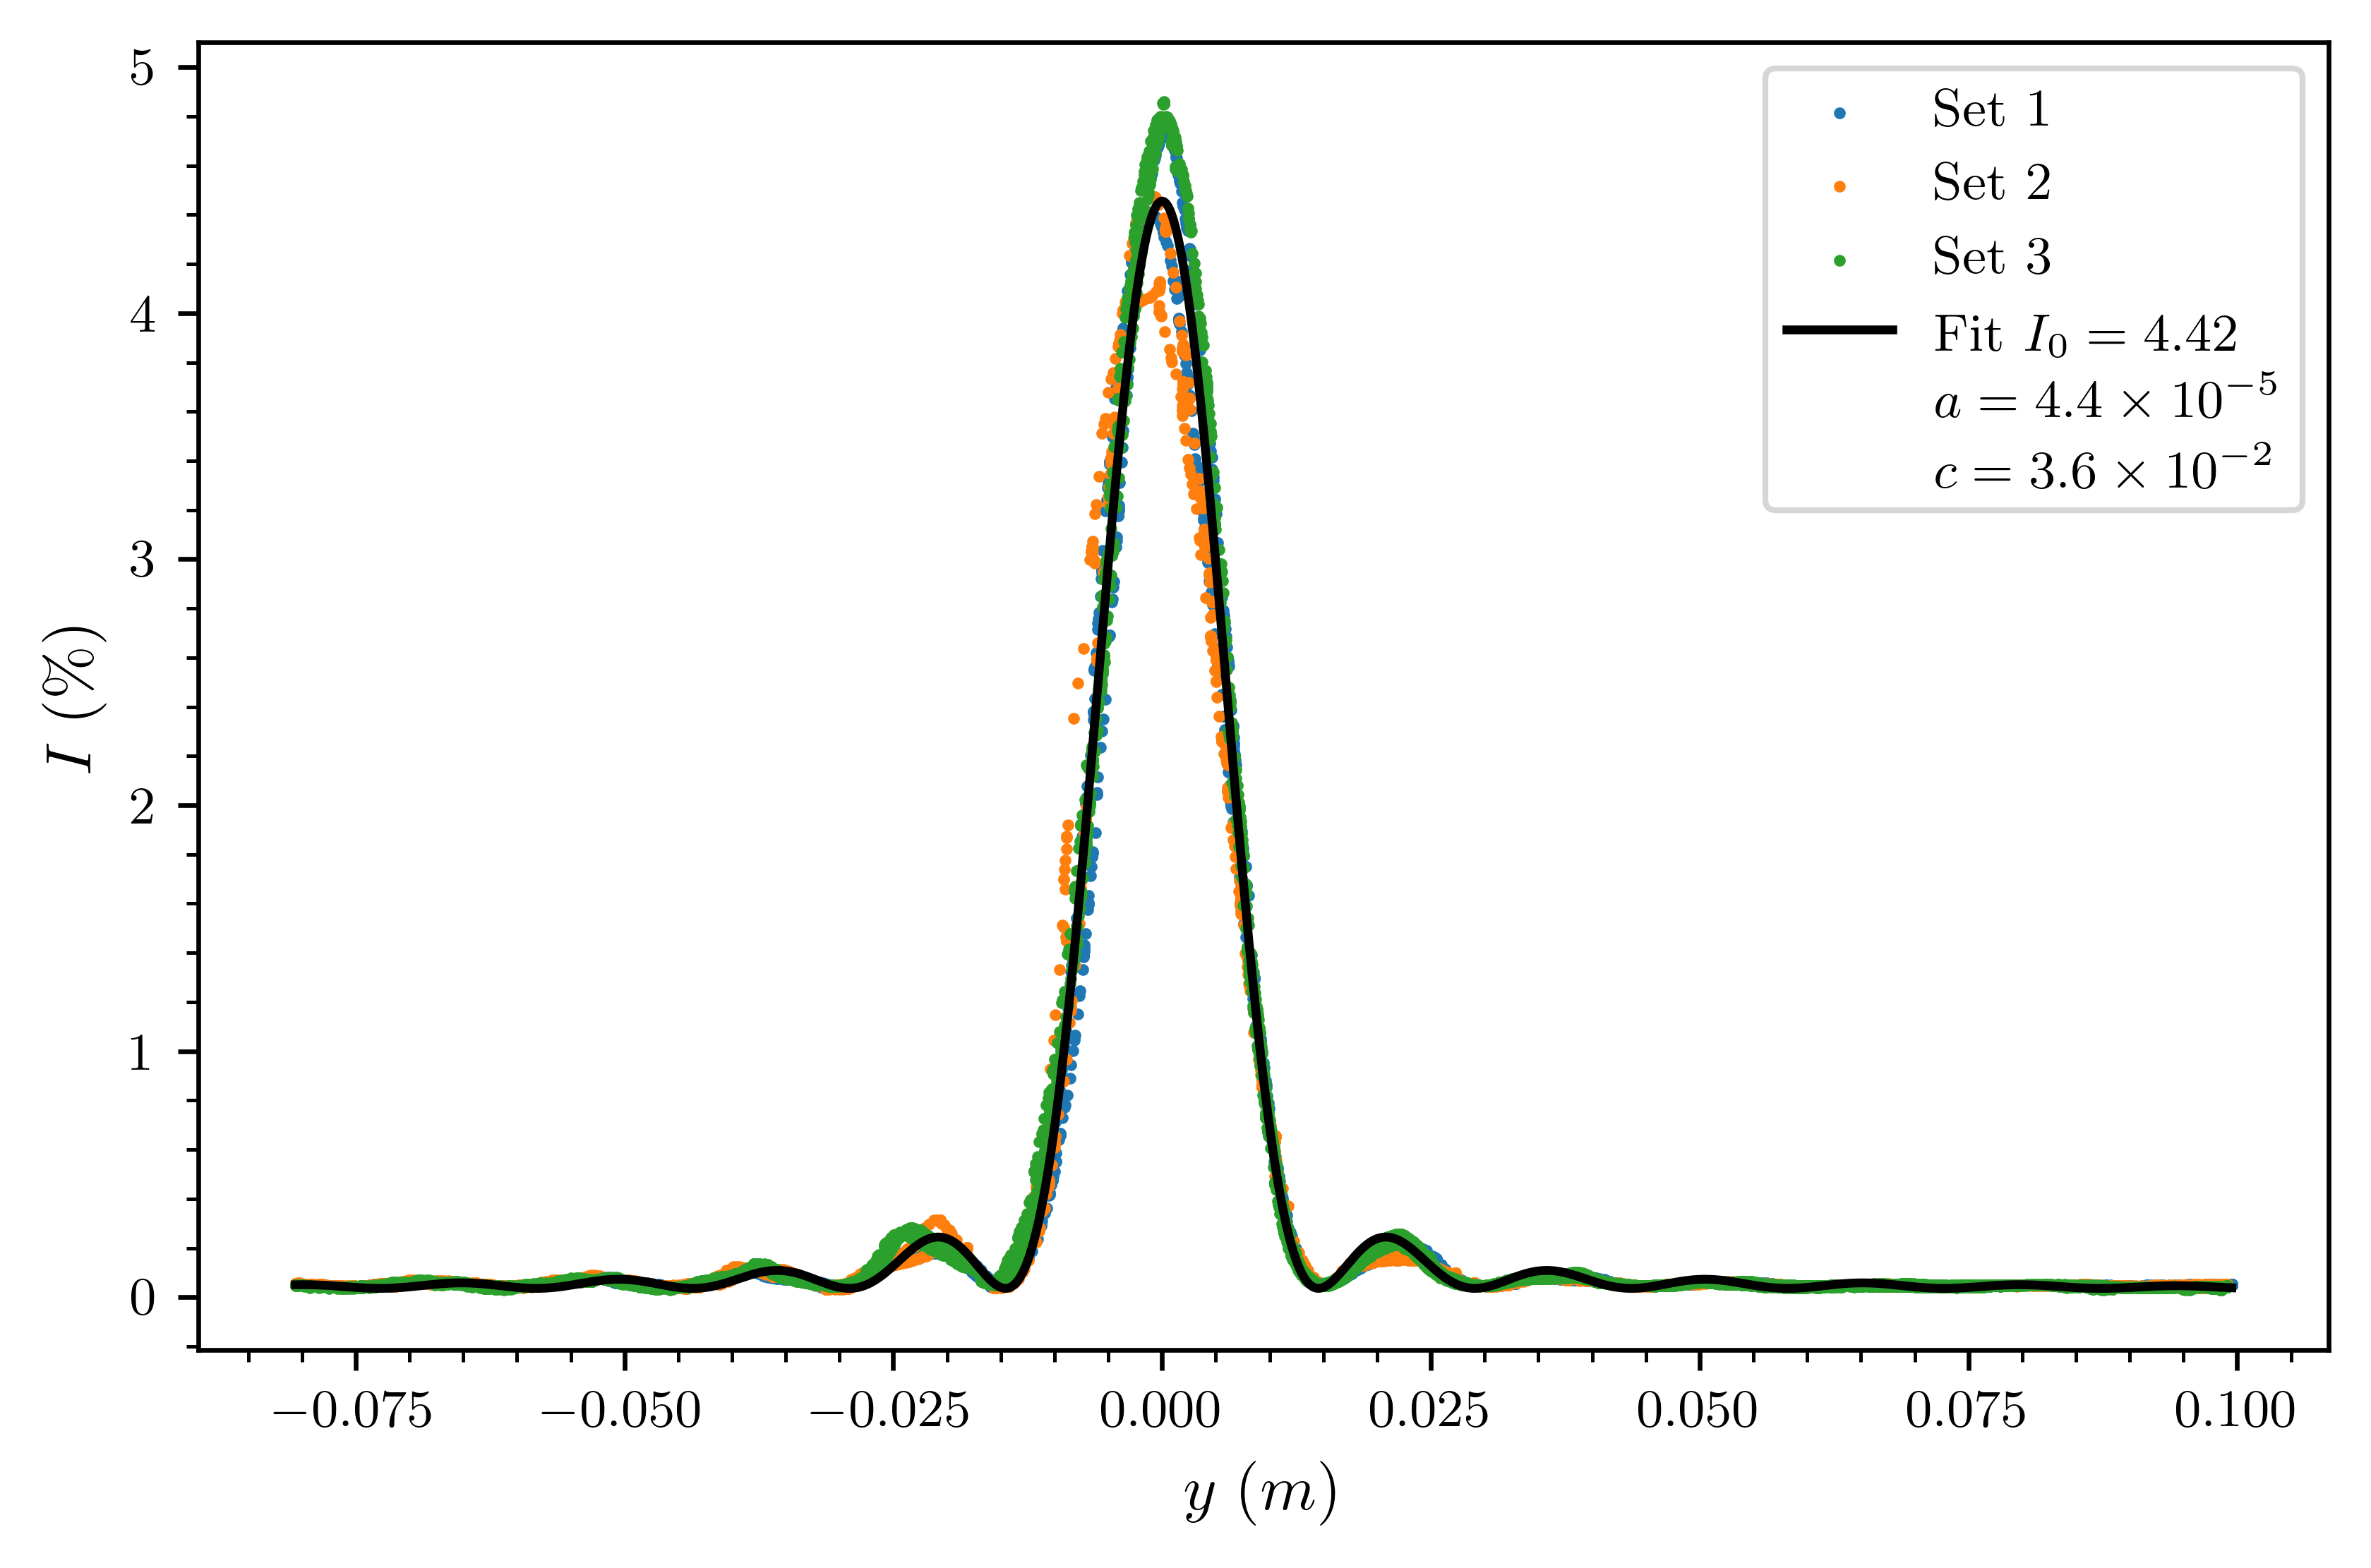 5
4
3
2
1
0
I (%)
−0.075 −0.050 −0.025 0.000 0.025 0.050 0.075 0.100
y (m)
Set 1
Set 2
Set 3
Fit I₀ = 4.42
a = 4.4 × 10⁻⁵
c = 3.6 × 10⁻²